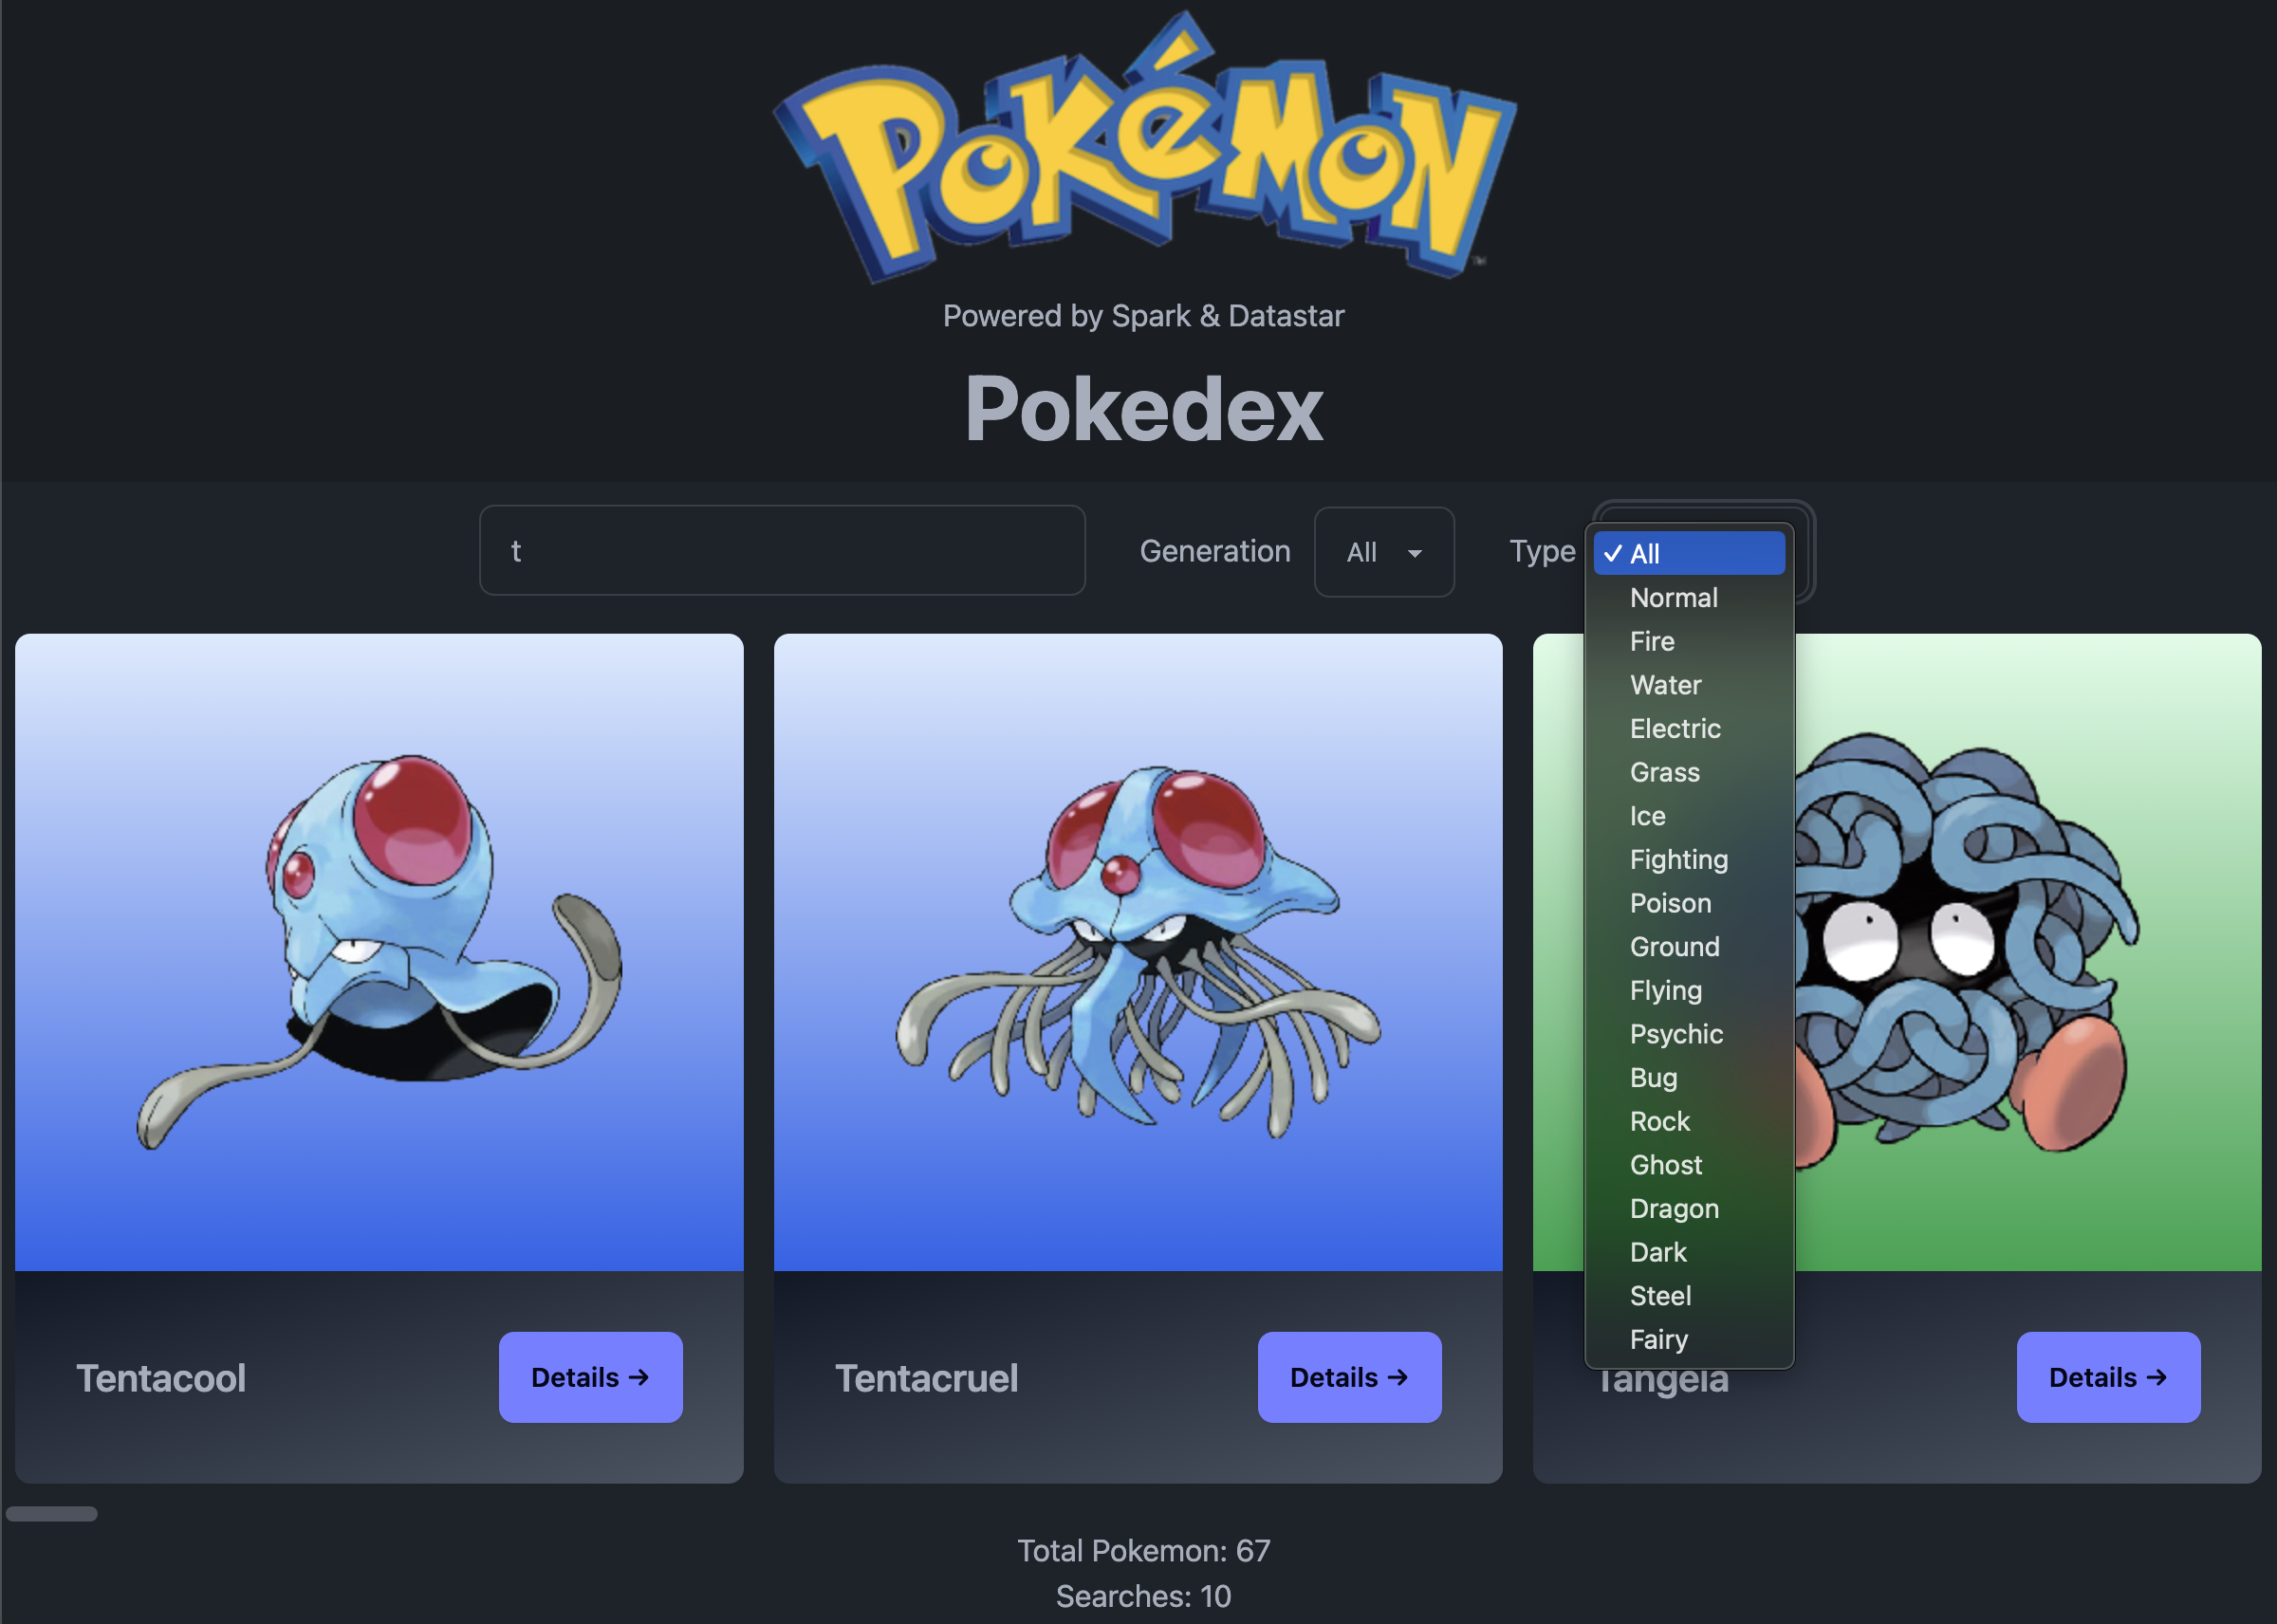 POKéMON
TM
Powered by Spark & Datastar
Pokedex
t
Generation
All
Type
✓ All
Normal
Fire
Water
Electric
Grass
Ice
Fighting
Poison
Ground
Flying
Psychic
Bug
Rock
Ghost
Dragon
Dark
Steel
Fairy
Tentacool
Details →
Tentacruel
Details →
Tangela
Details →
Total Pokemon: 67
Searches: 10